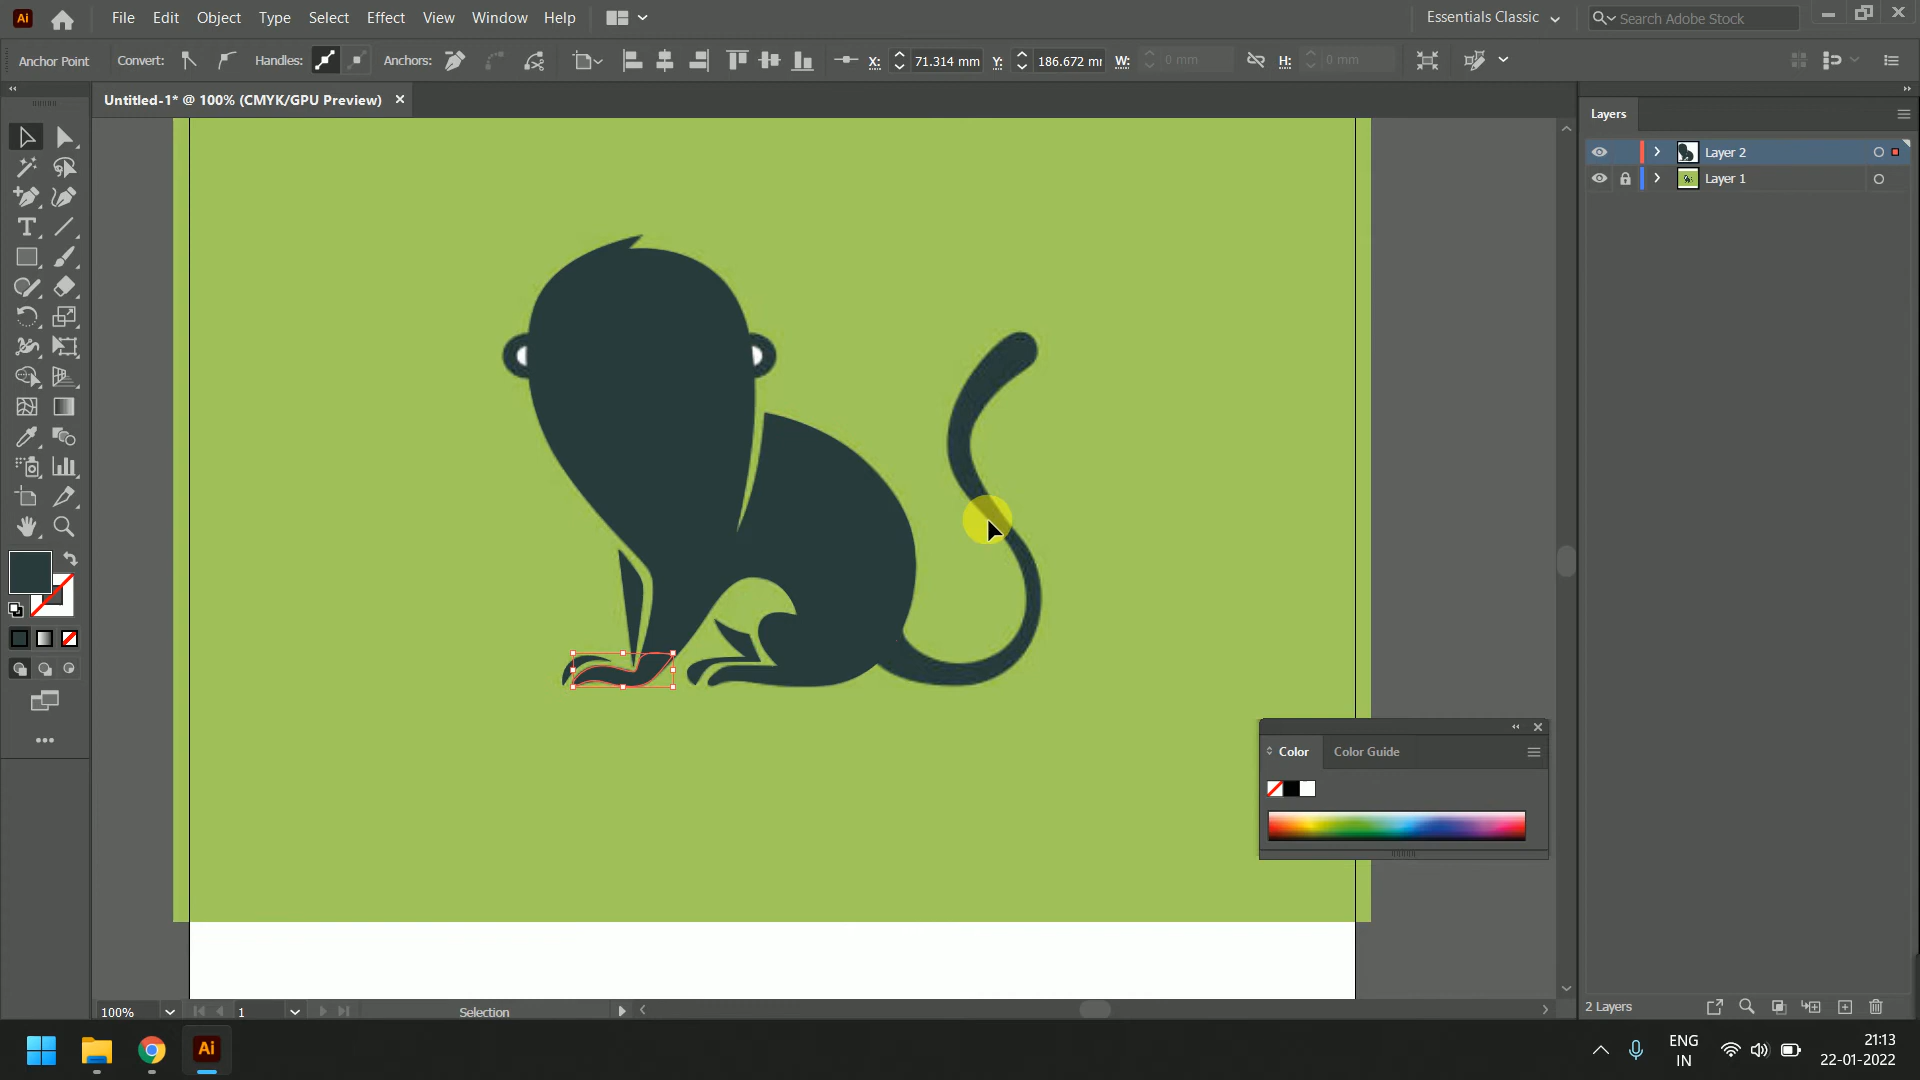 Ai File Edit Object Type Select Effect View Window Help Essentials Classic Search Adobe Stock
Anchor Point Convert: Handles: Anchors: X: 71.314 mm Y: 186.672 mm W: 0 mm H: 0 mm
Untitled-1* @ 100% (CMYK/GPU Preview)
Layers
Layer 2
Layer 1
Color Color Guide
100% 1 Selection 2 Layers
Ai ENG 21:13
IN 22-01-2022